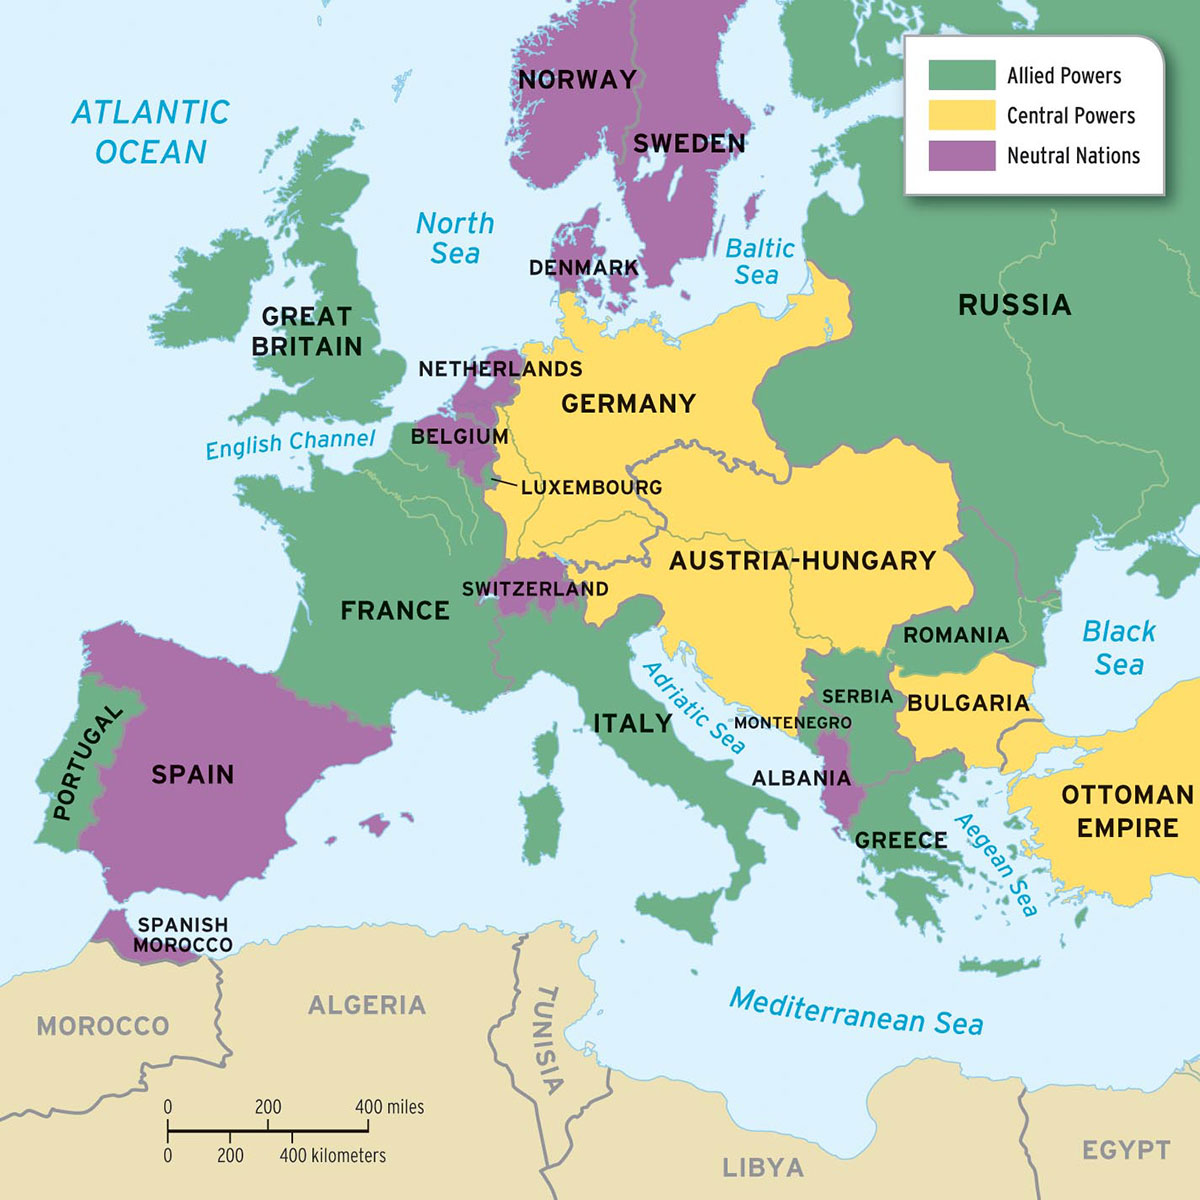 Allied Powers
Central Powers
Neutral Nations
ATLANTIC
OCEAN
NORWAY
SWEDEN
North
Sea
Baltic
Sea
DENMARK
RUSSIA
GREAT
BRITAIN
NETHERLANDS
GERMANY
English Channel
BELGIUM
LUXEMBOURG
AUSTRIA-HUNGARY
SWITZERLAND
FRANCE
ROMANIA
Black
Sea
Adriatic Sea
SERBIA
BULGARIA
MONTENEGRO
ITALY
PORTUGAL
SPAIN
ALBANIA
OTTOMAN
EMPIRE
GREECE
Aegean Sea
SPANISH
MOROCCO
Mediterranean Sea
MOROCCO
ALGERIA
TUNISIA
0 200 400 miles
0 200 400 kilometers
LIBYA
EGYPT